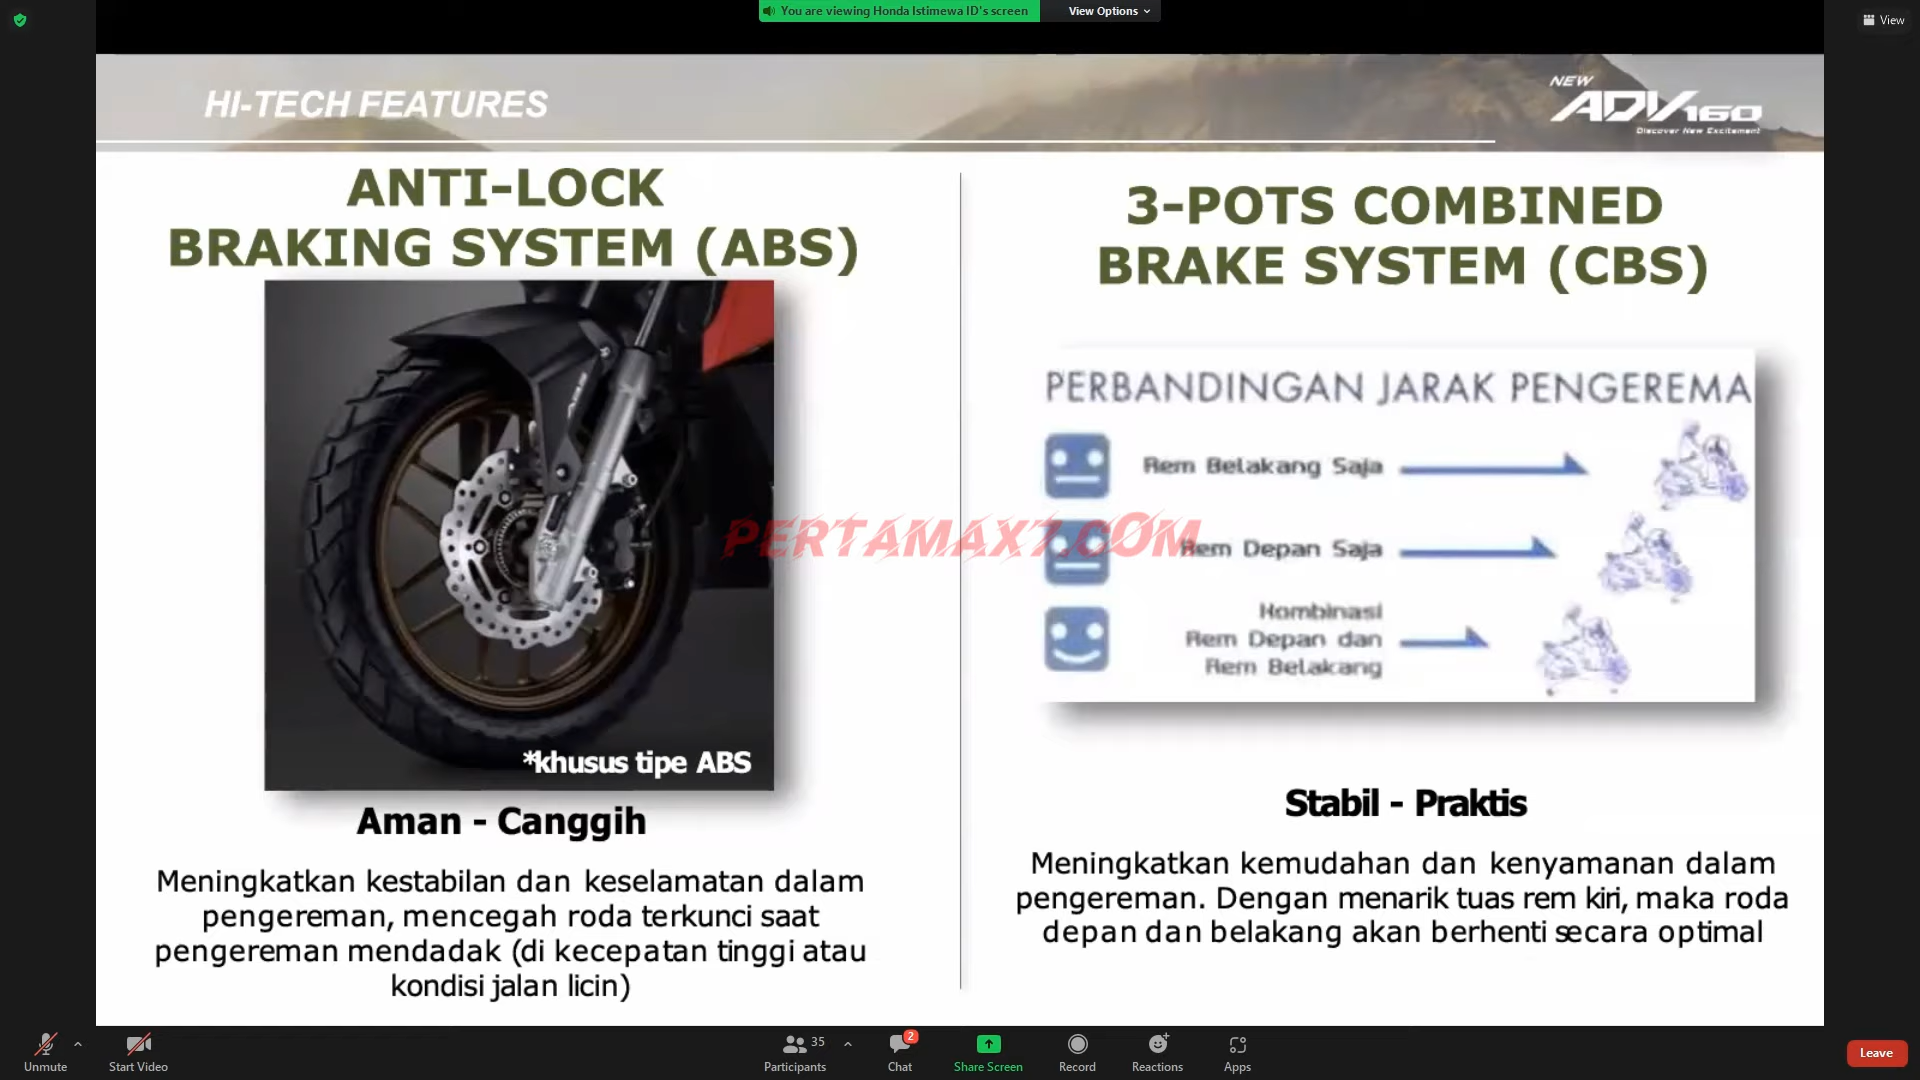 You are viewing Honda Istimewa ID's screen
View Options
View
HI-TECH FEATURES
NEW
ADV160
Discover New Excitement
ANTI-LOCK
BRAKING SYSTEM (ABS)
*khusus tipe ABS
Aman - Canggih
Meningkatkan kestabilan dan keselamatan dalam
pengereman, mencegah roda terkunci saat
pengereman mendadak (di kecepatan tinggi atau
kondisi jalan licin)
3-POTS COMBINED
BRAKE SYSTEM (CBS)
PERBANDINGAN JARAK PENGEREMA
Rem Belakang Saja
Rem Depan Saja
Kombinasi
Rem Depan dan
Rem Belakang
PERTAMAX7.COM
Stabil - Praktis
Meningkatkan kemudahan dan kenyamanan dalam
pengereman. Dengan menarik tuas rem kiri, maka roda
depan dan belakang akan berhenti secara optimal
Unmute
Start Video
Participants
35
Chat
2
Share Screen
Record
Reactions
Apps
Leave